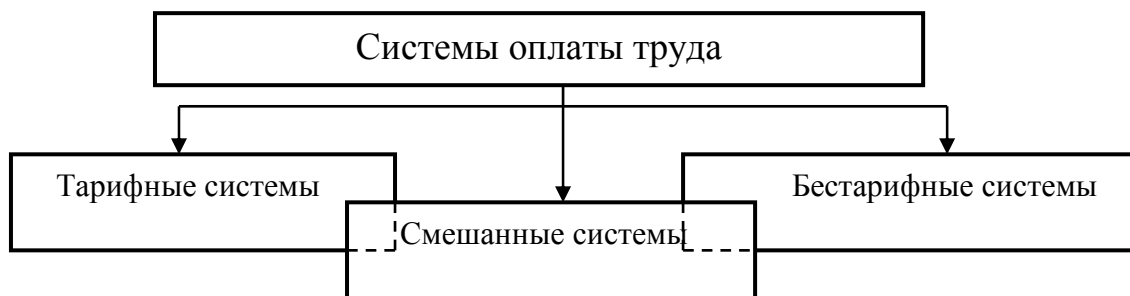 Системы оплаты труда
Тарифные системы
Бестарифные системы
Смешанные системы